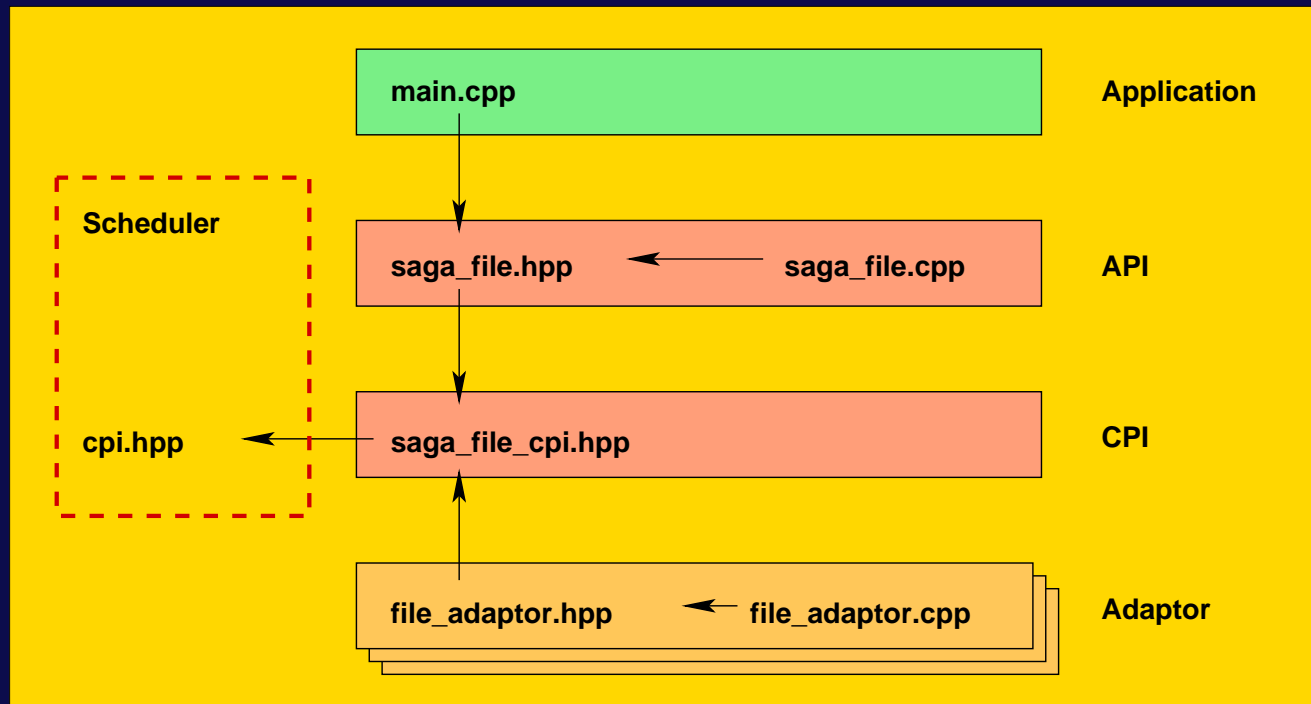 main.cpp
Application
Scheduler
saga_file.hpp
saga_file.cpp
API
cpi.hpp
saga_file_cpi.hpp
CPI
file_adaptor.hpp
file_adaptor.cpp
Adaptor